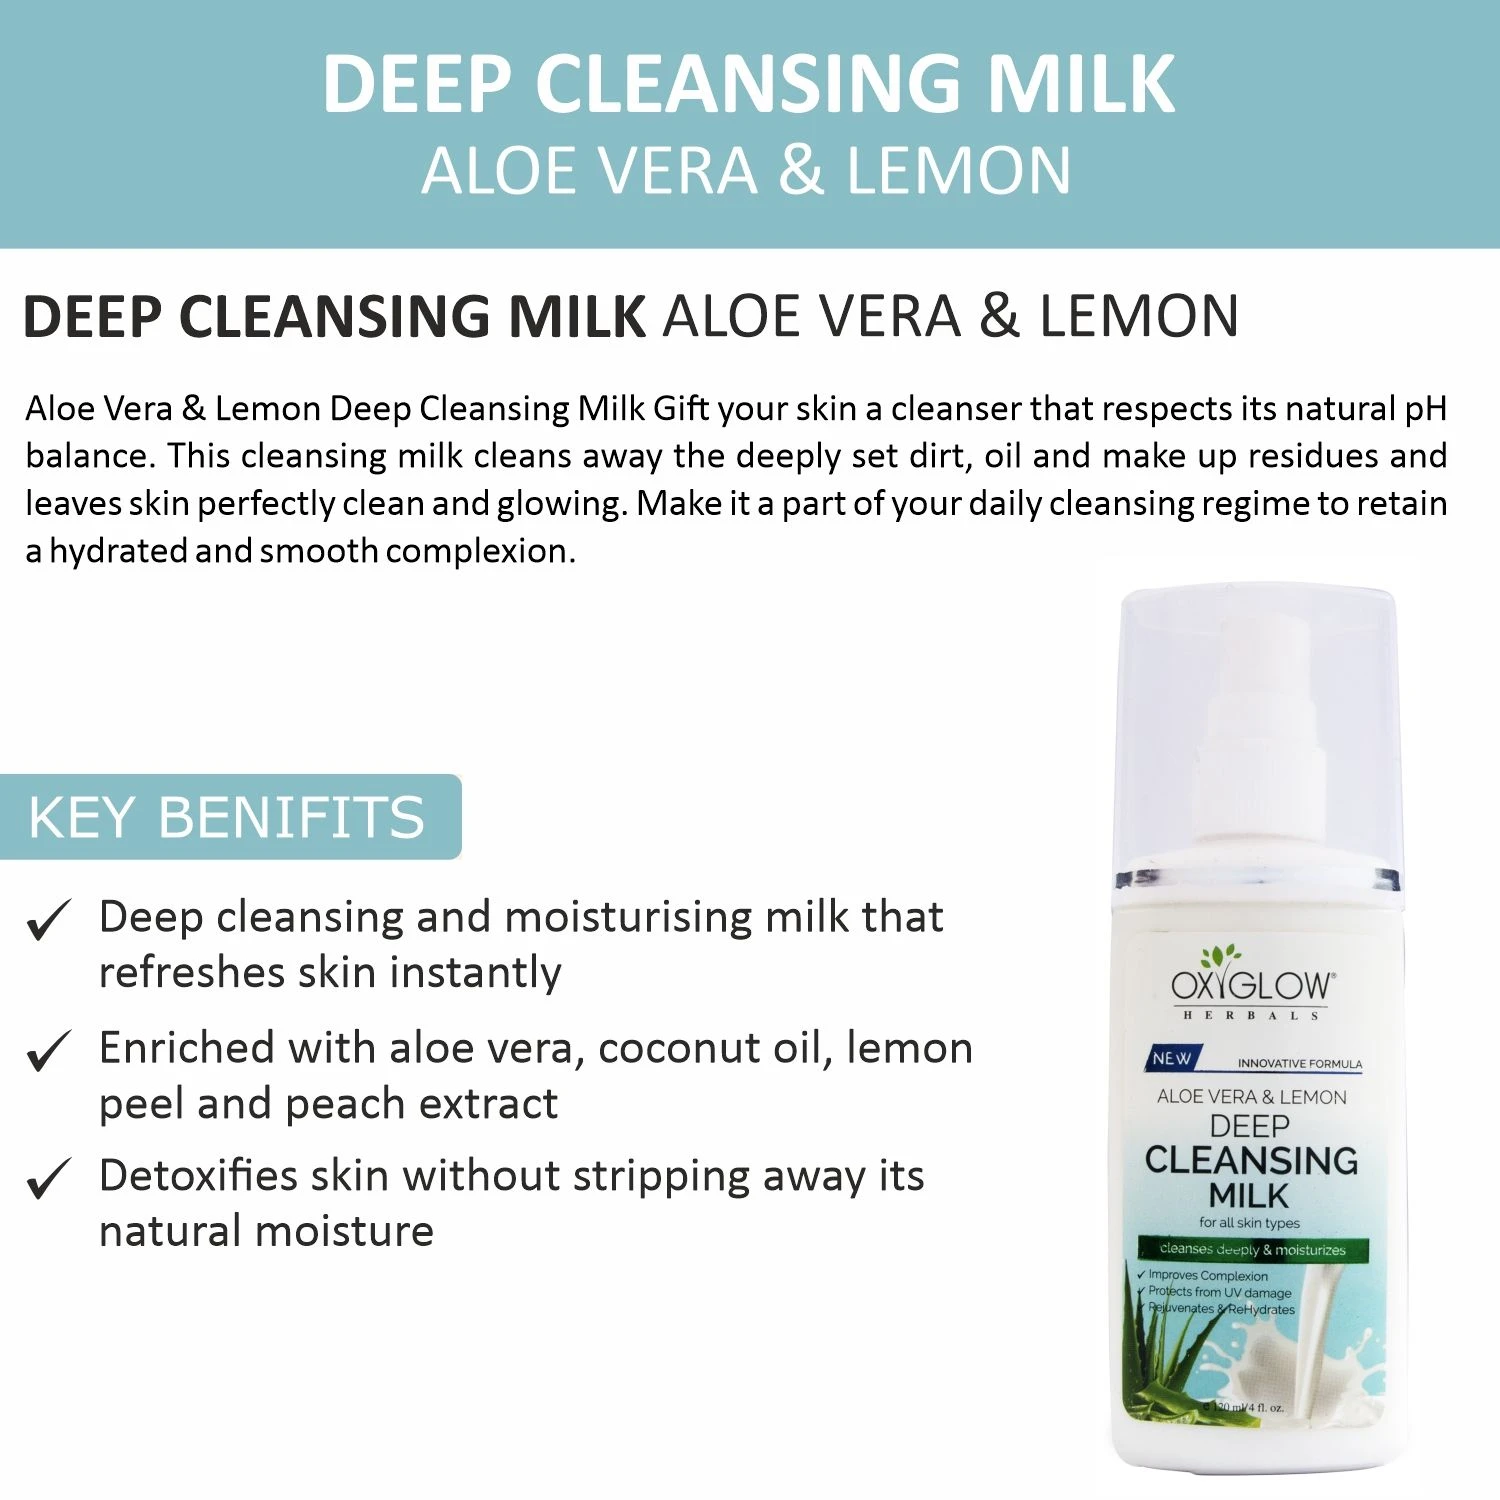 DEEP CLEANSING MILK
ALOE VERA & LEMON
DEEP CLEANSING MILK ALOE VERA & LEMON
Aloe Vera & Lemon Deep Cleansing Milk Gift your skin a cleanser that respects its natural pH
balance. This cleansing milk cleans away the deeply set dirt, oil and make up residues and
leaves skin perfectly clean and glowing. Make it a part of your daily cleansing regime to retain
a hydrated and smooth complexion.
KEY BENIFITS
✓ Deep cleansing and moisturising milk that
refreshes skin instantly
✓ Enriched with aloe vera, coconut oil, lemon
peel and peach extract
✓ Detoxifies skin without stripping away its
natural moisture
OXYGLOW®
HERBALS
NEW
INNOVATIVE FORMULA
ALOE VERA & LEMON
DEEP
CLEANSING
MILK
for all skin types
cleanses deeply & moisturizes
✓ Improves Complexion
✓ Protects from UV damage
✓ Rejuvenates & ReHydrates
e 120 ml/4 fl. oz.